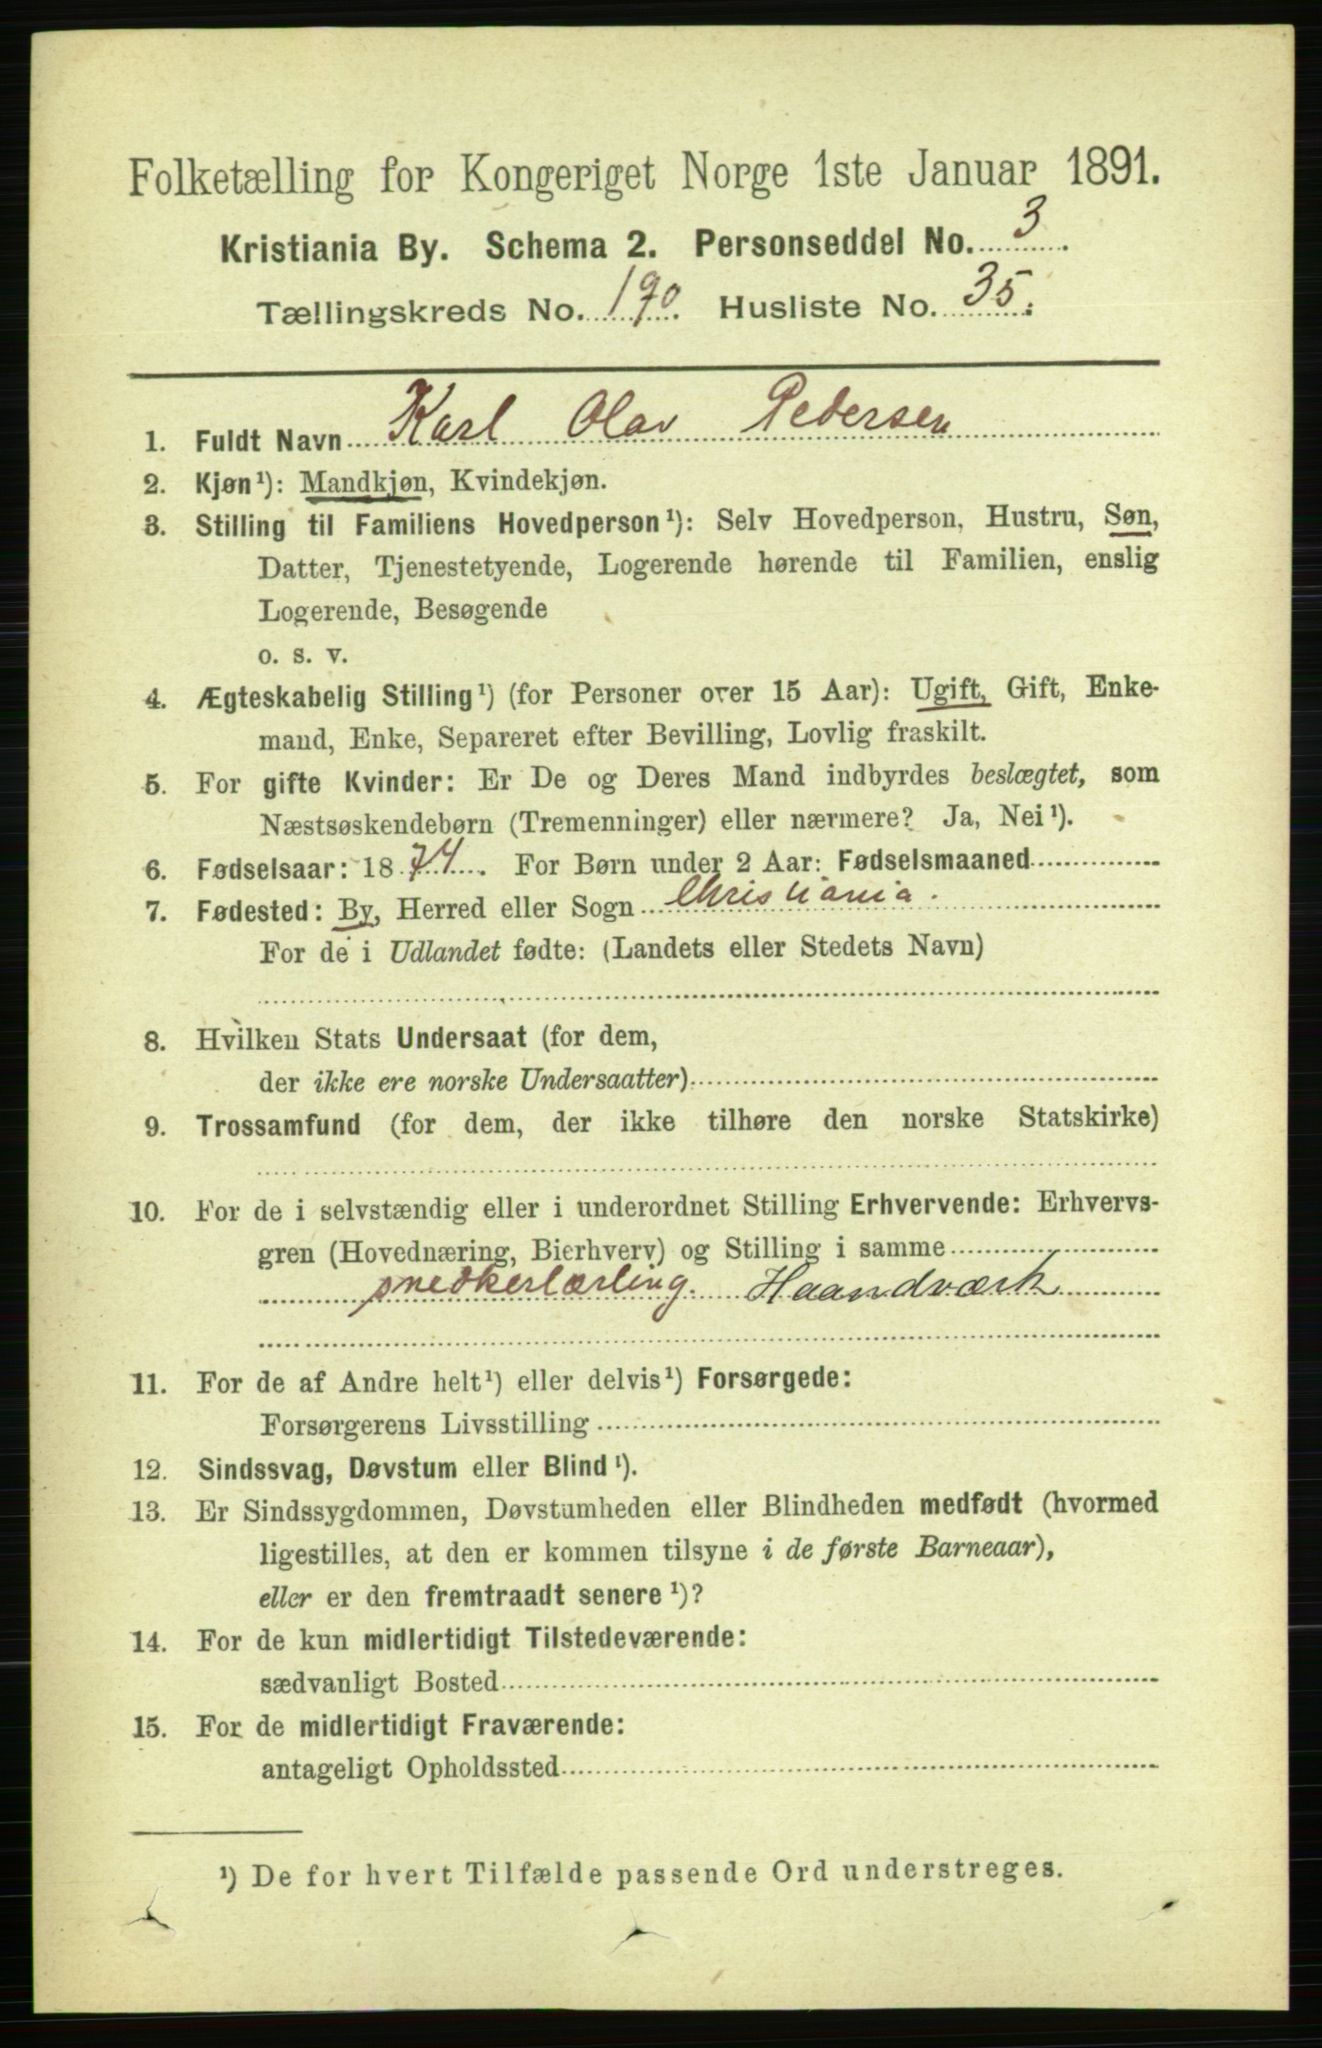 Folketælling for Kongeriget Norge 1ste Januar 1891.
Kristiania By. Schema 2. Personseddel No. 3.
Tællingskreds No. 190. Husliste No. 35.
1. Fuldt Navn Karl Olav Pedersen
2. Kjøn¹): Mandkjøn, Kvindekjøn.
3. Stilling til Familiens Hovedperson¹): Selv Hovedperson, Hustru, Søn,
Datter, Tjenestetyende, Logerende hørende til Familien, enslig
Logerende, Besøgende
o. s. v.
4. Ægteskabelig Stilling¹) (for Personer over 15 Aar): Ugift, Gift, Enke-
mand, Enke, Separeret efter Bevilling, Lovlig fraskilt.
5. For gifte Kvinder: Er De og Deres Mand indbyrdes beslægtet, som
Næstsøskendebørn (Tremenninger) eller nærmere? Ja, Nei¹).
6. Fødselsaar: 1874. For Børn under 2 Aar: Fødselsmaaned
7. Fødested: By, Herred eller Sogn Christiania.
For de i Udlandet fødte: (Landets eller Stedets Navn)
8. Hvilken Stats Undersaat (for dem,
der ikke ere norske Undersaatter)
9. Trossamfund (for dem, der ikke tilhøre den norske Statskirke)
10. For de i selvstændig eller i underordnet Stilling Erhvervende: Erhvervs-
gren (Hovednæring, Bierhverv) og Stilling i samme
snedkerlærling. Haandværk
11. For de af Andre helt¹) eller delvis¹) Forsørgede:
Forsørgerens Livsstilling
12. Sindssvag, Døvstum eller Blind¹).
13. Er Sindssygdommen, Døvstumheden eller Blindheden medfødt (hvormed
ligestilles, at den er kommen tilsyne i de første Barneaar),
eller er den fremtraadt senere¹)?
14. For de kun midlertidigt Tilstedeværende:
sædvanligt Bosted
15. For de midlertidigt Fraværende:
antageligt Opholdssted
¹) De for hvert Tilfælde passende Ord understreges.